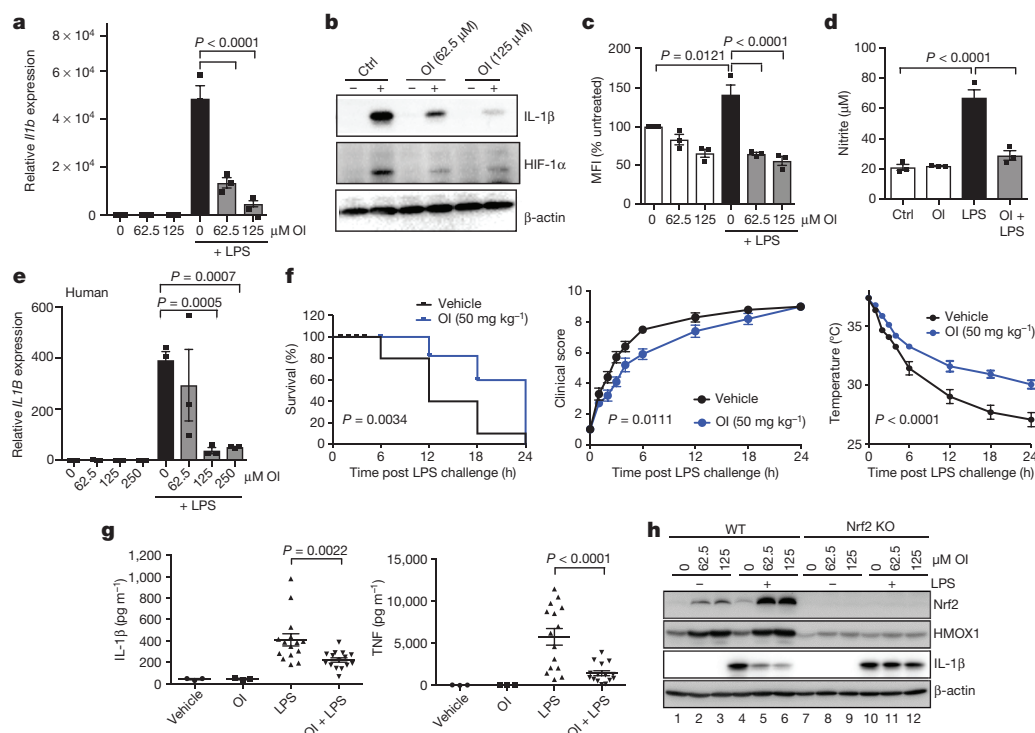 a
Relative Il1b expression
8 × 10⁴
6 × 10⁴
4 × 10⁴
2 × 10⁴
0
P < 0.0001
0 62.5 125 0 62.5 125 μM OI
+ LPS
b
Ctrl OI (62.5 μM) OI (125 μM)
– + – + – +
IL-1β
HIF-1α
β-actin
c
MFI (% untreated)
200
150
100
50
0
P < 0.0001
P = 0.0121
0 62.5 125 0 62.5 125 μM OI
+ LPS
d
Nitrite (μM)
100
80
60
40
20
0
P < 0.0001
Ctrl OI LPS OI + LPS
e
Human
Relative IL1B expression
600
400
200
0
P = 0.0007
P = 0.0005
0 62.5 125 250 0 62.5 125 250 μM OI
+ LPS
f
Survival (%)
120
100
80
60
40
20
0
Vehicle
OI (50 mg kg⁻¹)
P = 0.0034
0 6 12 18 24
Time post LPS challenge (h)
Clinical score
10
8
6
4
2
0
Vehicle
OI (50 mg kg⁻¹)
P = 0.0111
0 6 12 18 24
Time post LPS challenge (h)
Temperature (°C)
35
30
25
Vehicle
OI (50 mg kg⁻¹)
P < 0.0001
0 6 12 18 24
Time post LPS challenge (h)
g
IL-1β (pg m⁻¹)
1,400
1,200
1,000
800
600
400
200
0
P = 0.0022
Vehicle OI LPS OI + LPS
TNF (pg m⁻¹)
15,000
10,000
5,000
0
P < 0.0001
Vehicle OI LPS OI + LPS
h
WT Nrf2 KO
0 62.5 125 0 62.5 125 0 62.5 125 0 62.5 125 μM OI
– + – + LPS
Nrf2
HMOX1
IL-1β
β-actin
1 2 3 4 5 6 7 8 9 10 11 12